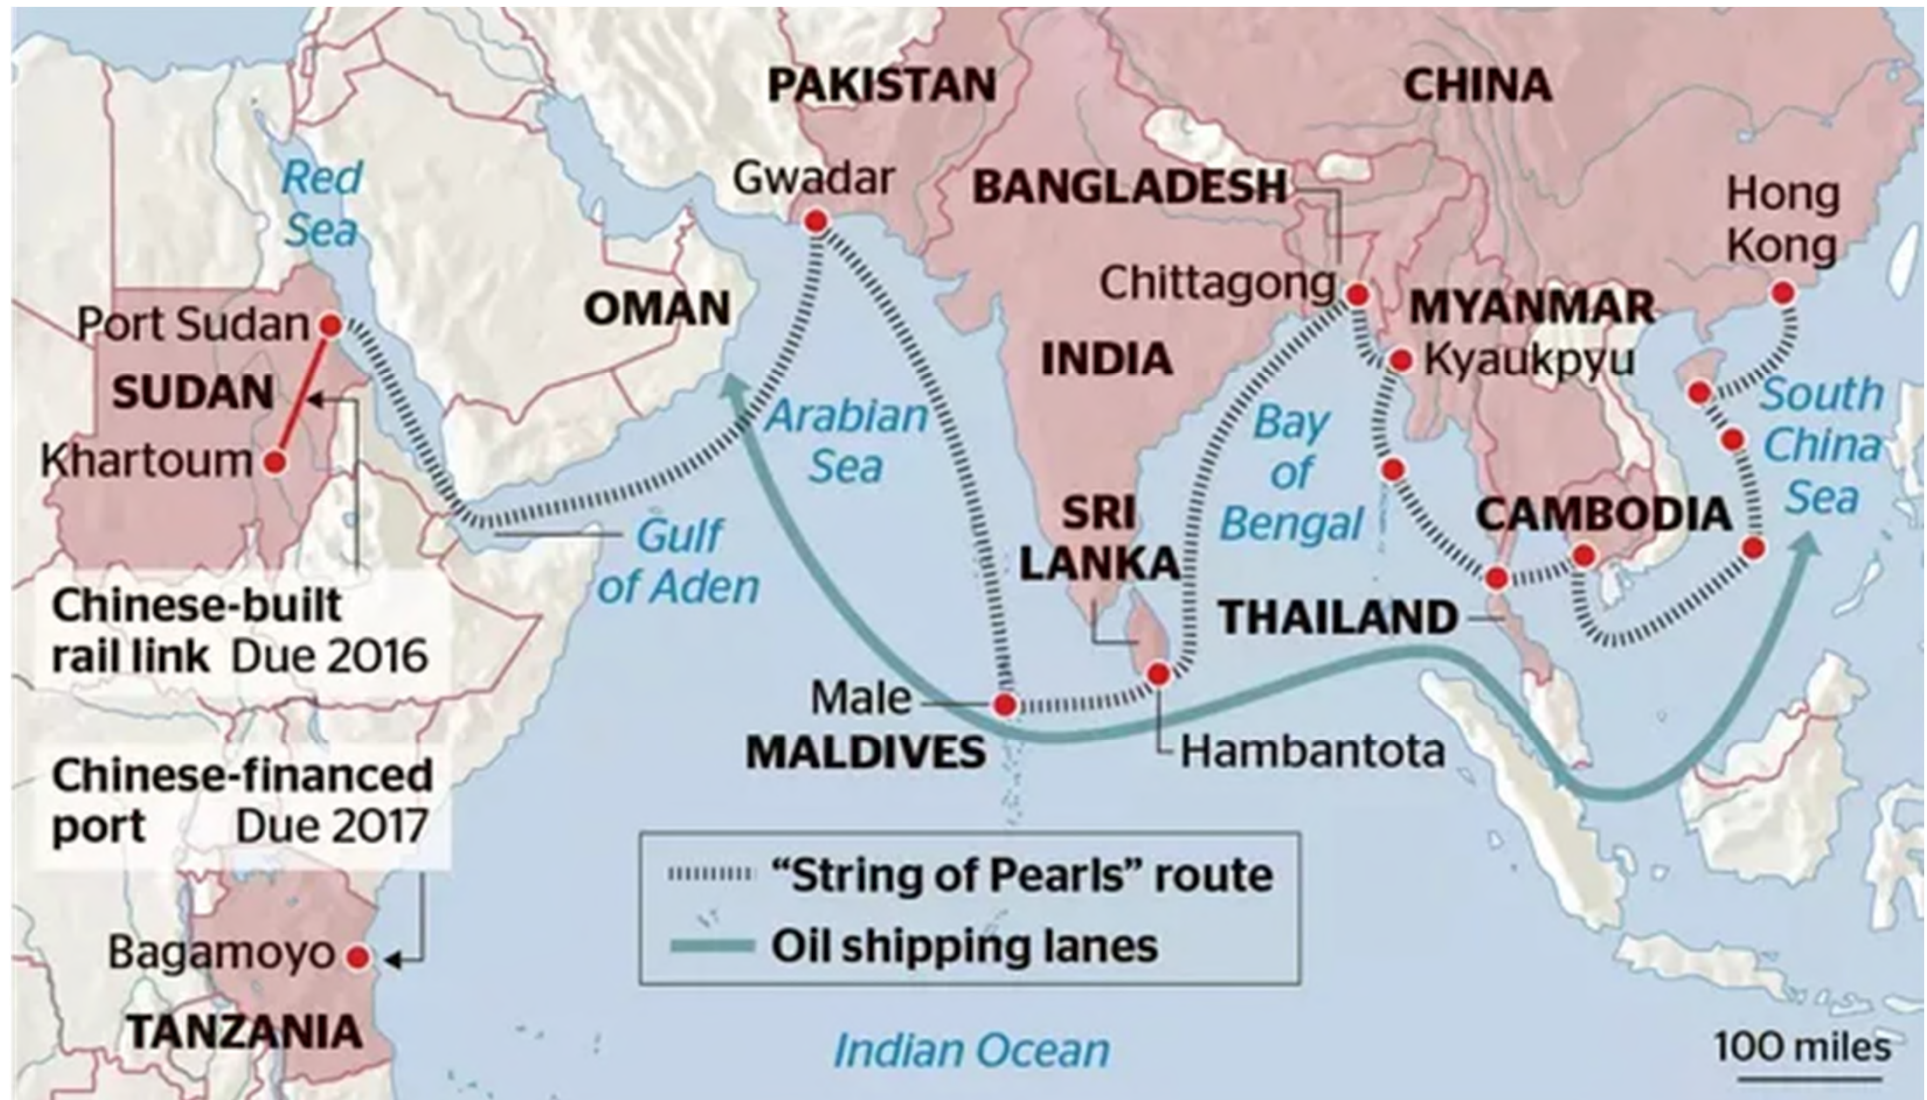 PAKISTAN
CHINA
Gwadar
BANGLADESH
Red
Sea
Hong
Kong
Port Sudan
OMAN
Chittagong
MYANMAR
INDIA
Kyaukpyu
SUDAN
Arabian
Sea
Bay
of
Bengal
South
China
Sea
Khartoum
SRI
LANKA
CAMBODIA
Gulf
of Aden
Chinese-built
rail link Due 2016
THAILAND
Male
MALDIVES
Hambantota
Chinese-financed
port Due 2017
"String of Pearls" route
Oil shipping lanes
Bagamoyo
TANZANIA
Indian Ocean
100 miles